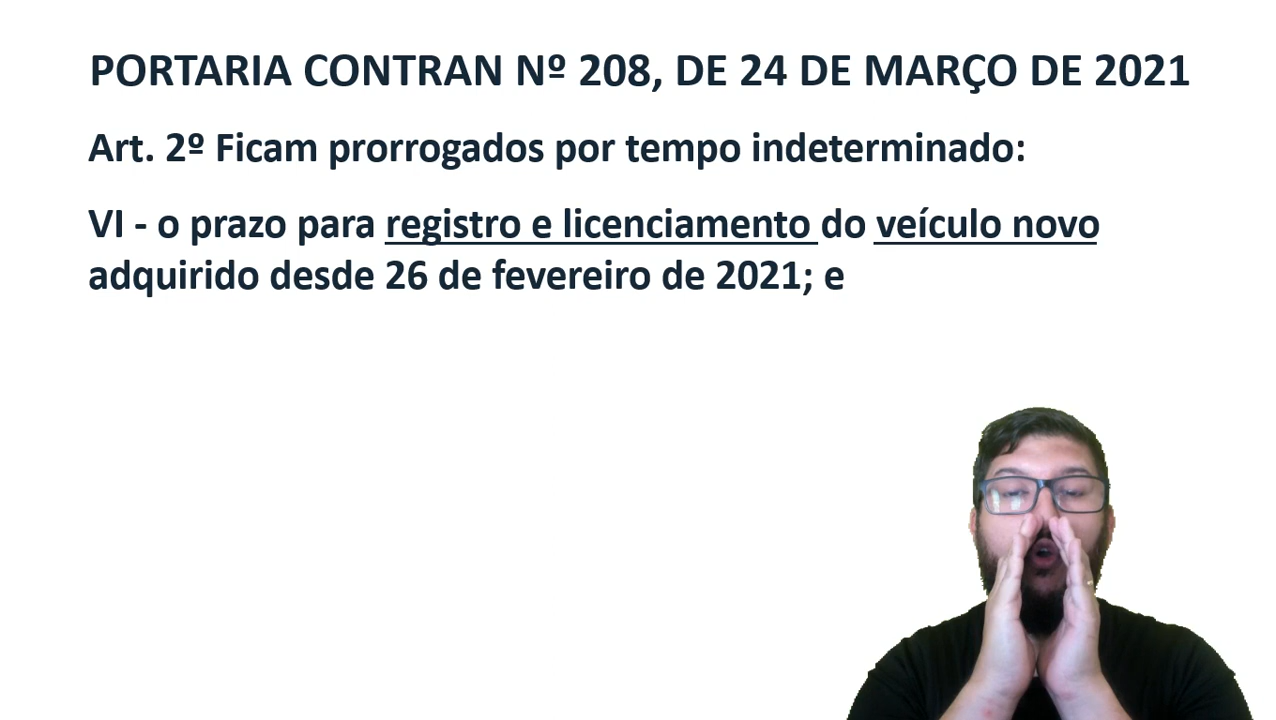 PORTARIA CONTRAN Nº 208, DE 24 DE MARÇO DE 2021
Art. 2º Ficam prorrogados por tempo indeterminado:
VI - o prazo para registro e licenciamento do veículo novo
adquirido desde 26 de fevereiro de 2021; e